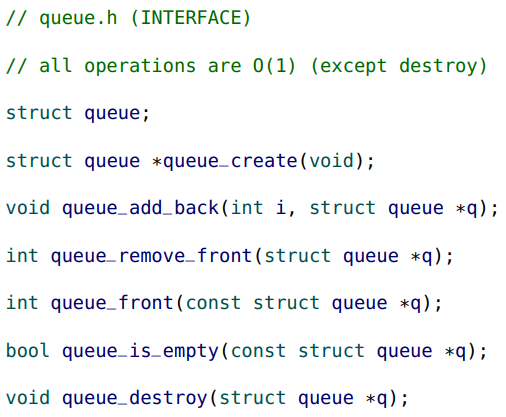 // queue.h (INTERFACE)
// all operations are O(1) (except destroy)
struct queue;
struct queue *queue_create(void);
void queue_add_back(int i, struct queue *q);
int queue_remove_front(struct queue *q);
int queue_front(const struct queue *q);
bool queue_is_empty(const struct queue *q);
void queue_destroy(struct queue *q);